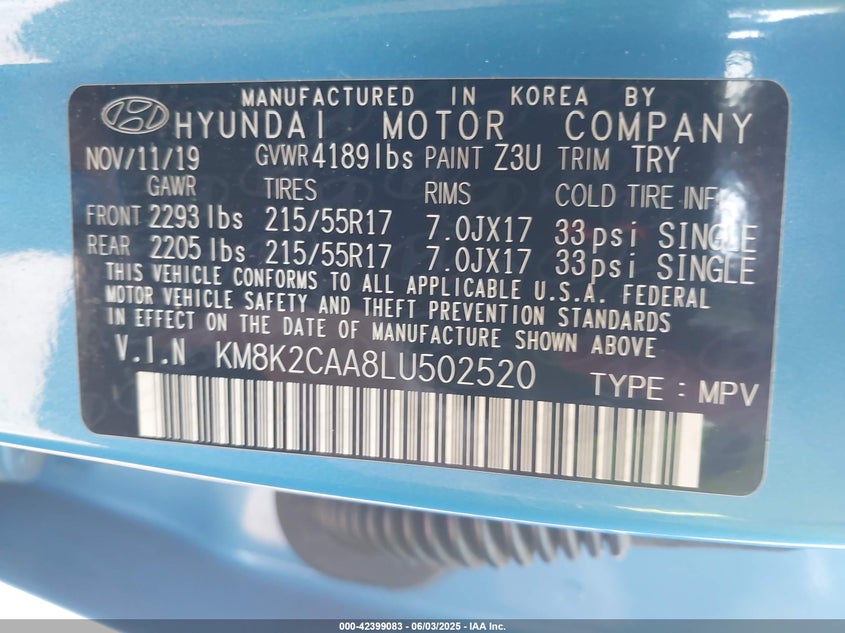 MANUFACTURED IN KOREA BY
HYUNDAI MOTOR COMPANY
NOV/11/19 GVWR 4189lbs PAINT Z3U TRIM TRY
GAWR TIRES RIMS COLD TIRE INF.
FRONT 2293 lbs 215/55R17 7.0JX17 33psi SINGLE
REAR 2205 lbs 215/55R17 7.0JX17 33psi SINGLE
THIS VEHICLE CONFORMS TO ALL APPLICABLE U.S.A. FEDERAL
MOTOR VEHICLE SAFETY AND THEFT PREVENTION STANDARDS
IN EFFECT ON THE DATE OF MANUFACTURE SHOWN ABOVE
V.I.N KM8K2CAA8LU502520 TYPE : MPV
000-42399083 - 06/03/2025 - IAA Inc.